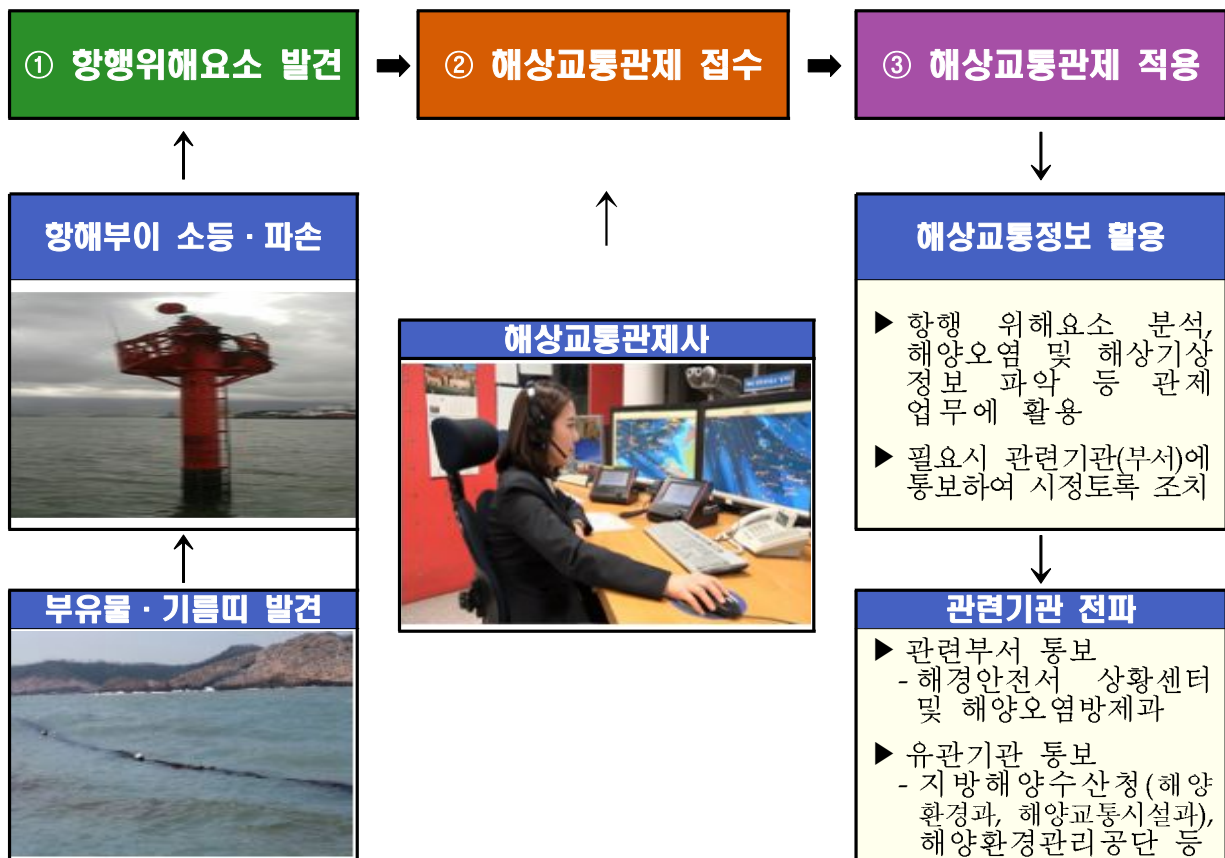 ① 항행위해요소 발견
② 해상교통관제 접수
③ 해상교통관제 적용
항해부이 소등 · 파손
부유물 · 기름띠 발견
해상교통관제사
해상교통정보 활용
▶ 항행 위해요소 분석,
해양오염 및 해상기상
정보 파악 등 관제
업무에 활용
▶ 필요시 관련기관(부서)에
통보하여 시정토록 조치
관련기관 전파
▶ 관련부서 통보
- 해경안전서 상황센터
및 해양오염방제과
▶ 유관기관 통보
- 지방해양수산청(해양
환경과, 해양교통시설과),
해양환경관리공단 등